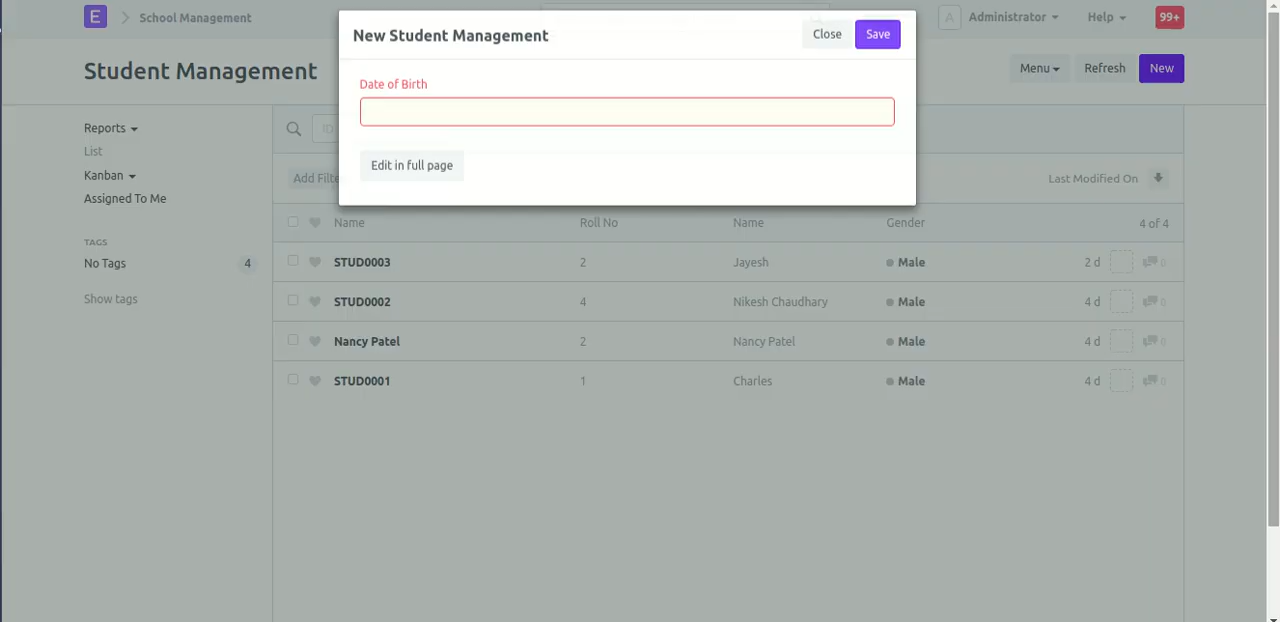 E School Management
Administrator Help 99+
New Student Management Close Save
Student Management
Menu Refresh New
Date of Birth
Edit in full page
Reports
List
Kanban
Assigned To Me
TAGS
No Tags 4
Show tags
ID
Add Filte
Last Modified On
Name Roll No Name Gender 4 of 4
STUD0003 2 Jayesh Male 2 d 0
STUD0002 4 Nikesh Chaudhary Male 4 d 0
Nancy Patel 2 Nancy Patel Male 4 d 0
STUD0001 1 Charles Male 4 d 0